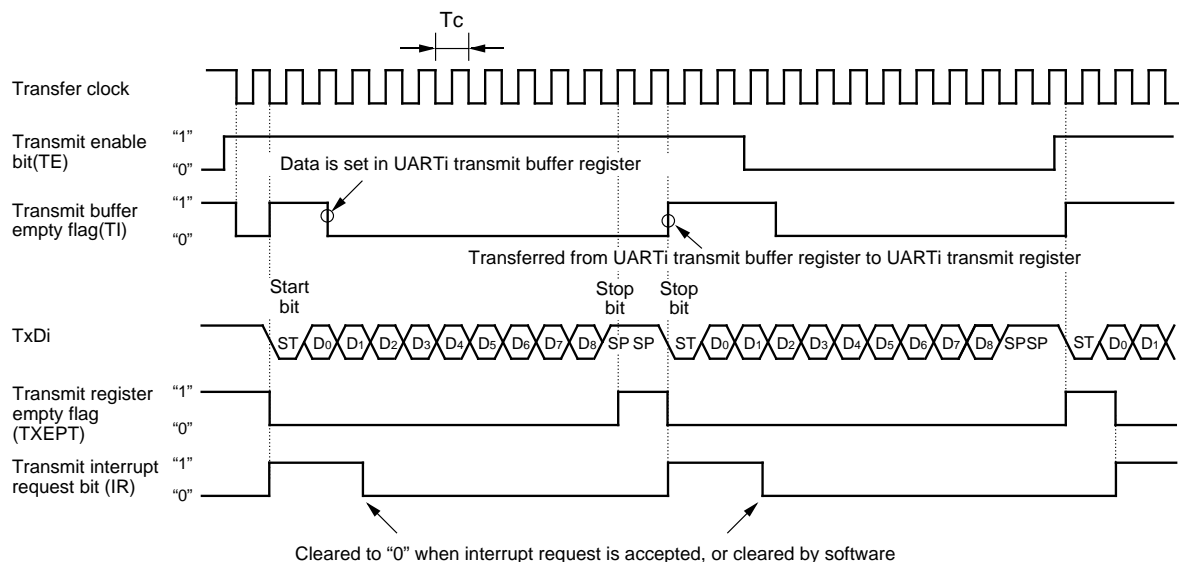 Tc
Transfer clock
Transmit enable
bit(TE)
“1”
“0”
Data is set in UARTi transmit buffer register
Transmit buffer
empty flag(TI)
“1”
“0”
Transferred from UARTi transmit buffer register to UARTi transmit register
Start
bit
Stop
bit
Stop
bit
TxDi
ST D0 D1 D2 D3 D4 D5 D6 D7 D8 SP SP ST D0 D1 D2 D3 D4 D5 D6 D7 D8 SPSP ST D0 D1
Transmit register
empty flag
(TXEPT)
“1”
“0”
Transmit interrupt
request bit (IR)
“1”
“0”
Cleared to “0” when interrupt request is accepted, or cleared by software